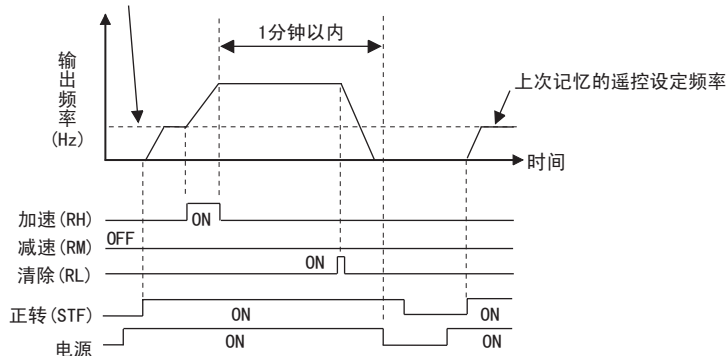 1分钟以内
输出频率
(Hz)
上次记忆的遥控设定频率
时间
加速(RH) ON
减速(RM) OFF
清除(RL) ON
正转(STF) ON ON
电源 ON ON